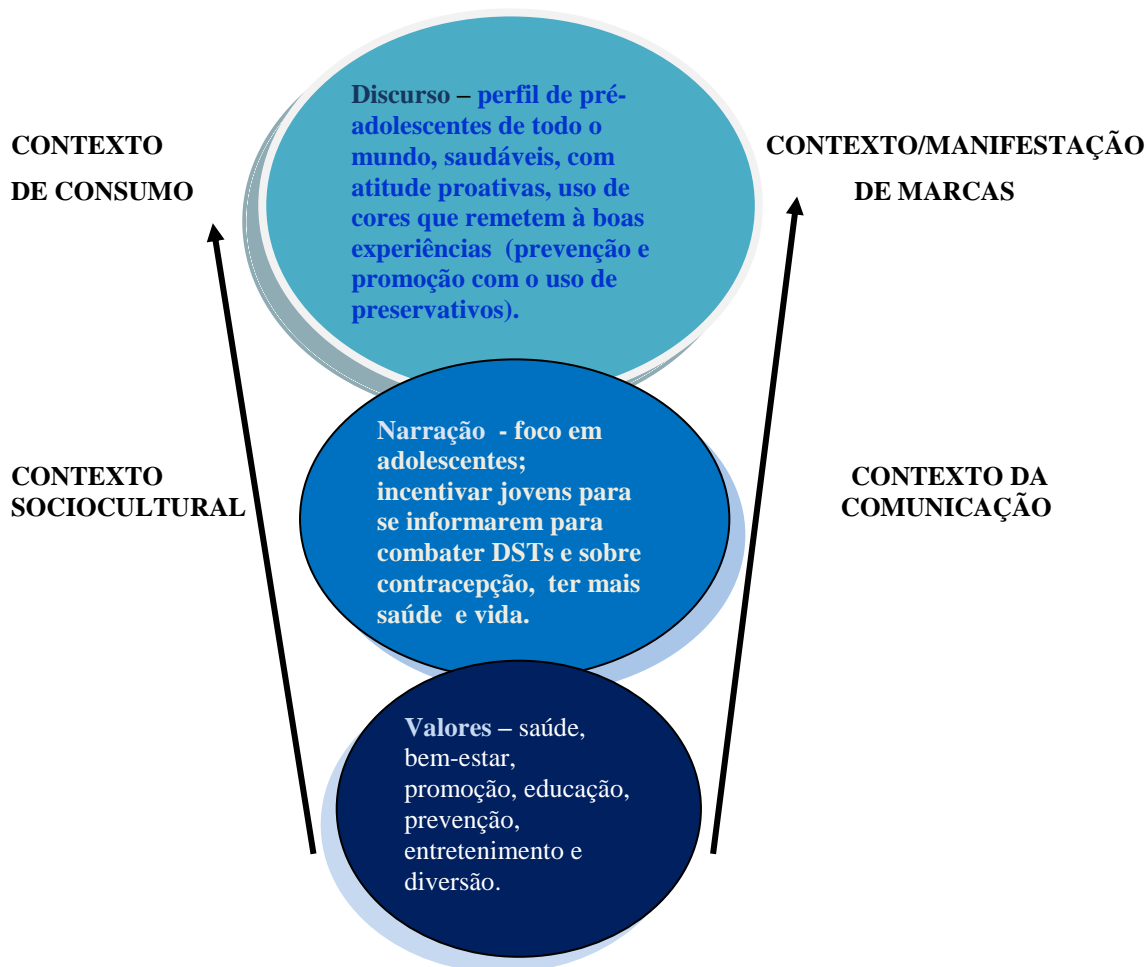 Discurso – perfil de pré-
adolescentes de todo o
mundo, saudáveis, com
atitude proativas, uso de
cores que remetem à boas
experiências (prevenção e
promoção com o uso de
preservativos).
CONTEXTO
DE CONSUMO
CONTEXTO/MANIFESTAÇÃO
DE MARCAS
Narração - foco em
adolescentes;
incentivar jovens para
se informarem para
combater DSTs e sobre
contracepção, ter mais
saúde e vida.
CONTEXTO
SOCIOCULTURAL
CONTEXTO DA
COMUNICAÇÃO
Valores – saúde,
bem-estar,
promoção, educação,
prevenção,
entretenimento e
diversão.